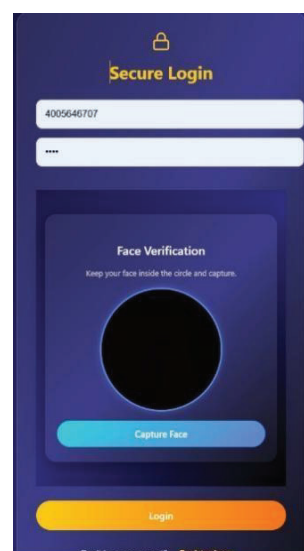 Secure Login
4005646707
••••
Face Verification
Keep your face inside the circle and capture.
Capture Face
Login